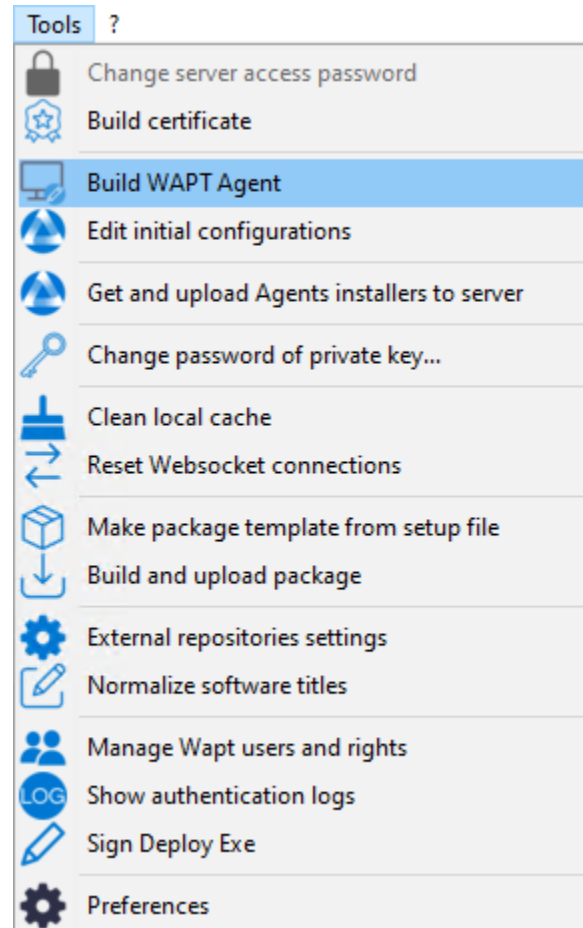 Tools ?
Change server access password
Build certificate
Build WAPT Agent
Edit initial configurations
Get and upload Agents installers to server
Change password of private key...
Clean local cache
Reset Websocket connections
Make package template from setup file
Build and upload package
External repositories settings
Normalize software titles
Manage Wapt users and rights
LOG Show authentication logs
Sign Deploy Exe
Preferences